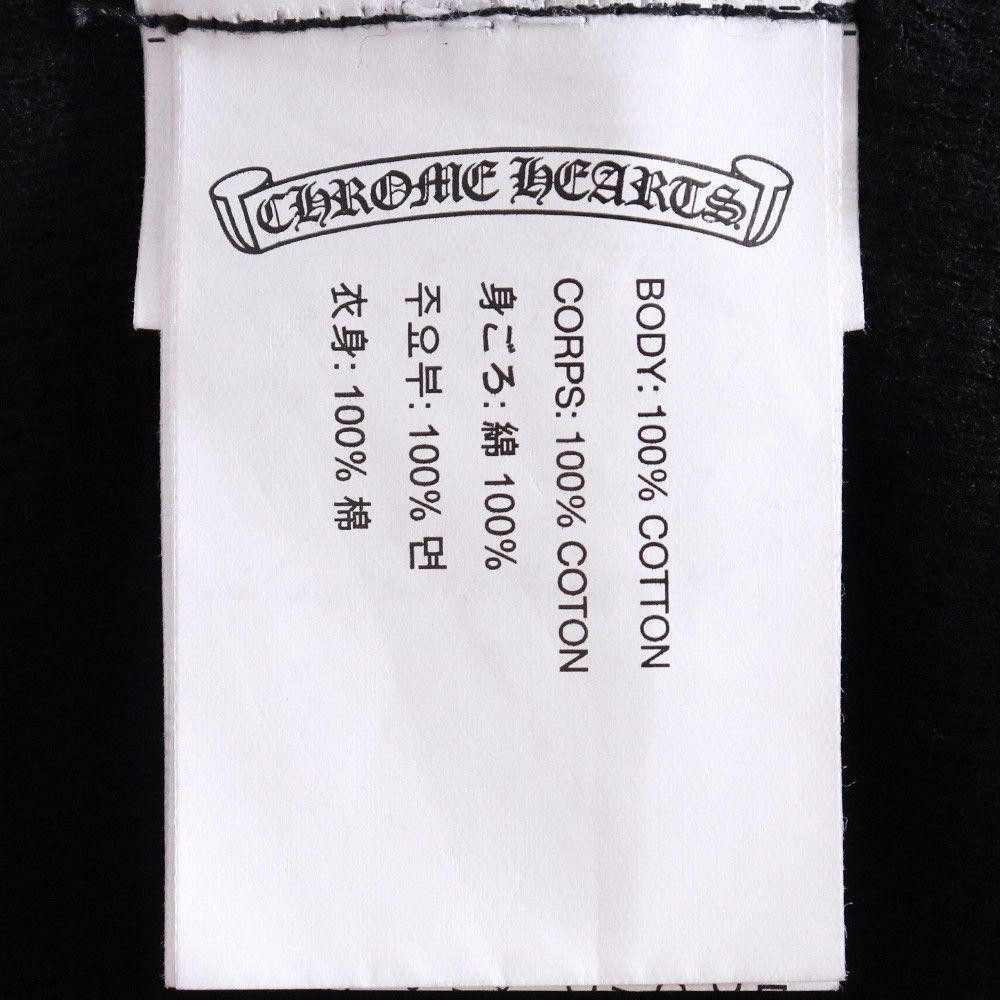 CHROME HEARTS
BODY: 100% COTTON
CORPS: 100% COTON
身ごろ: 綿 100%
주요부: 100% 면
衣身: 100% 棉